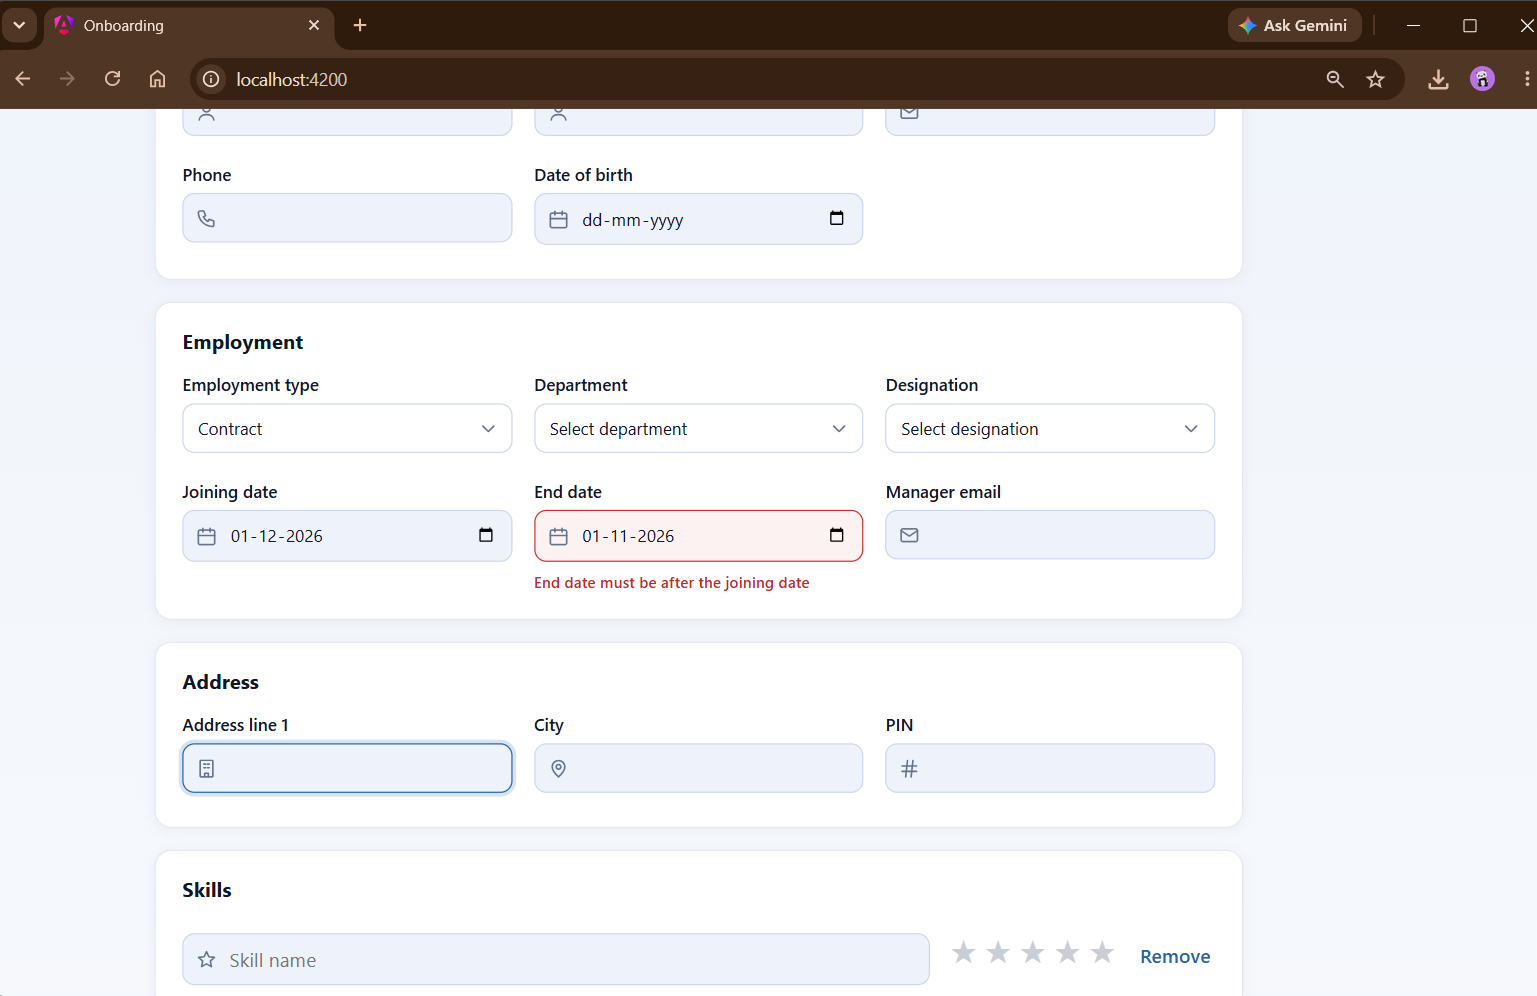 Onboarding
Ask Gemini
localhost:4200
Phone
Date of birth
dd-mm-yyyy
Employment
Employment type
Department
Designation
Contract
Select department
Select designation
Joining date
End date
Manager email
01-12-2026
01-11-2026
End date must be after the joining date
Address
Address line 1
City
PIN
Skills
Skill name
Remove